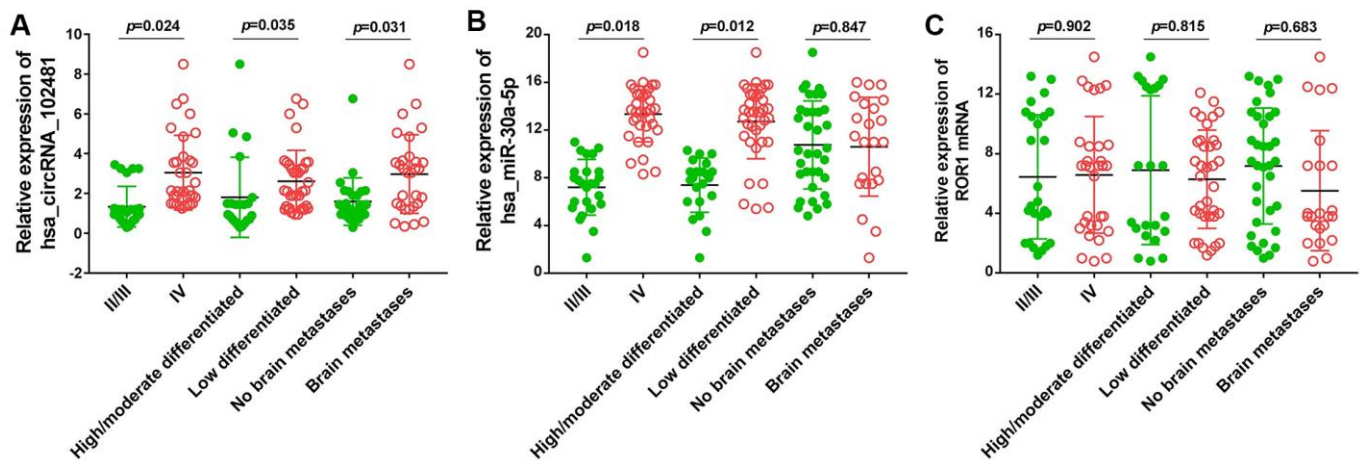 A
Relative expression of
hsa_circRNA_102481
p=0.024 p=0.035 p=0.031
10
8
6
4
2
0
-2
II/III
IV
High/moderate differentiated
Low differentiated
No brain metastases
Brain metastases
B
Relative expression of
hsa_miR-30a-5p
p=0.018 p=0.012 p=0.847
20
16
12
8
4
0
II/III
IV
High/moderate differentiated
Low differentiated
No brain metastases
Brain metastases
C
Relative expression of
ROR1 mRNA
p=0.902 p=0.815 p=0.683
16
12
8
4
0
II/III
IV
High/moderate differentiated
Low differentiated
No brain metastases
Brain metastases